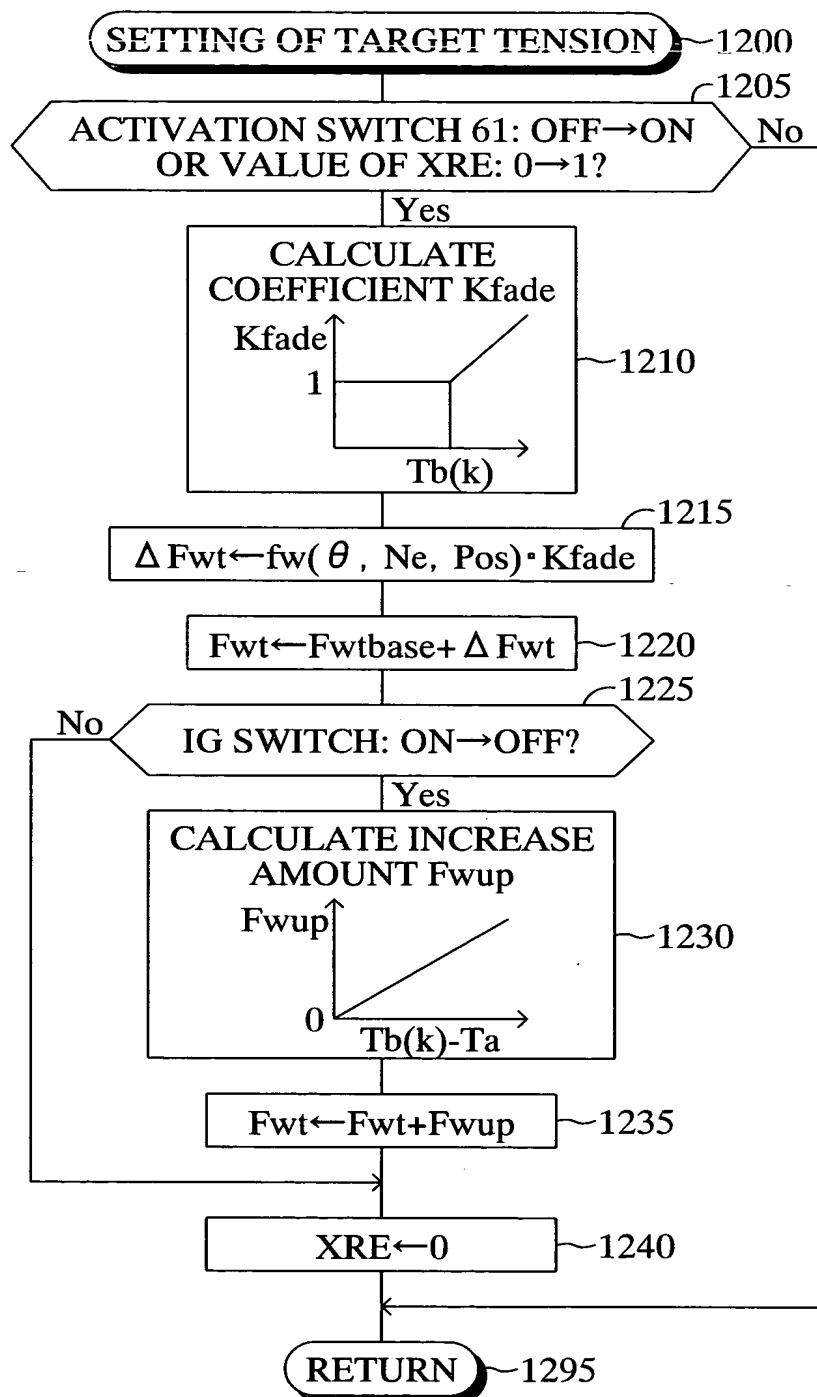 SETTING OF TARGET TENSION
1200
1205
ACTIVATION SWITCH 61: OFF→ON
OR VALUE OF XRE: 0→1?
No
Yes
CALCULATE
COEFFICIENT Kfade
Kfade
1
Tb(k)
1210
1215
Δ Fwt←fw(θ, Ne, Pos)・Kfade
Fwt←Fwtbase+Δ Fwt
1220
1225
No
IG SWITCH: ON→OFF?
Yes
CALCULATE INCREASE
AMOUNT Fwup
Fwup
0
Tb(k)-Ta
1230
Fwt←Fwt+Fwup
1235
XRE←0
1240
RETURN
1295